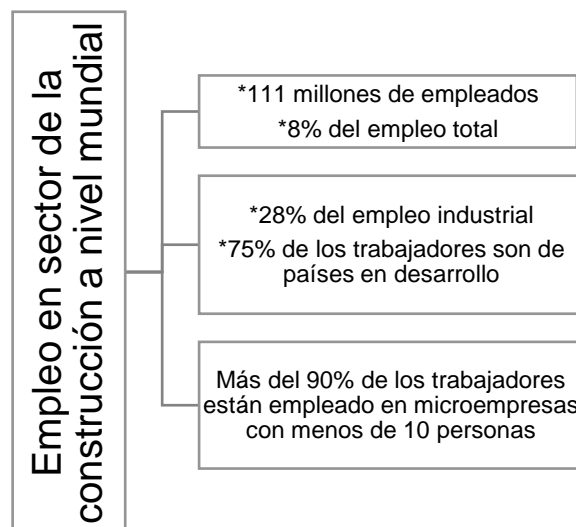 Empleo en sector de la
construcción a nivel mundial
*111 millones de empleados
*8% del empleo total
*28% del empleo industrial
*75% de los trabajadores son de
países en desarrollo
Más del 90% de los trabajadores
están empleado en microempresas
con menos de 10 personas